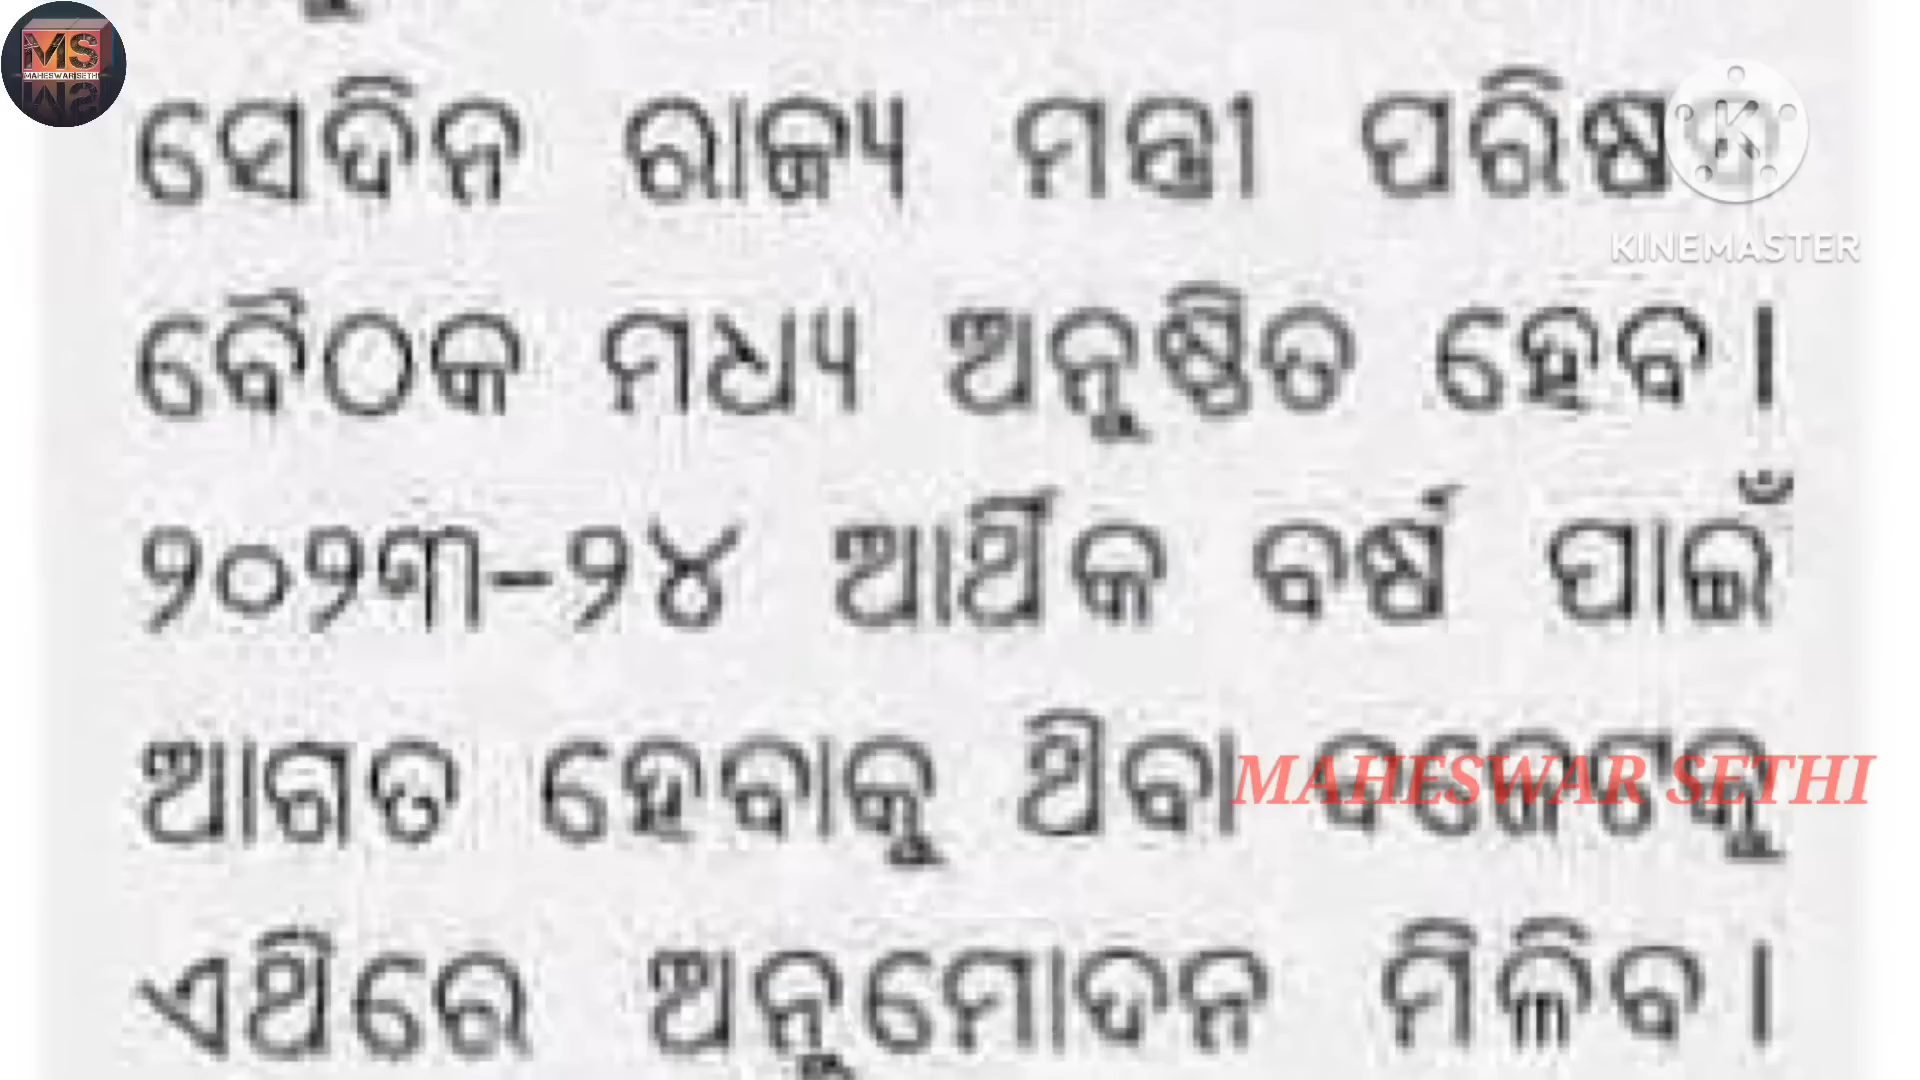 MS
MAHESWAR SETHI
ସେଦିନ ରାଜ୍ୟ ମନ୍ତ୍ରୀ ପରିଷଦ
KINEMASTER
ବୈଠକ ମଧ୍ୟ ଅନୁଷ୍ଠିତ ହେବ।
୨୦୨୩-୨୪ ଆର୍ଥିକ ବର୍ଷ ପାଇଁ
ଆଗତ ହେବାକୁ ଥିବା ବଜେଟକୁ
MAHESWAR SETHI
ଏଥିରେ ଅନୁମୋଦନ ମିଳିବ।